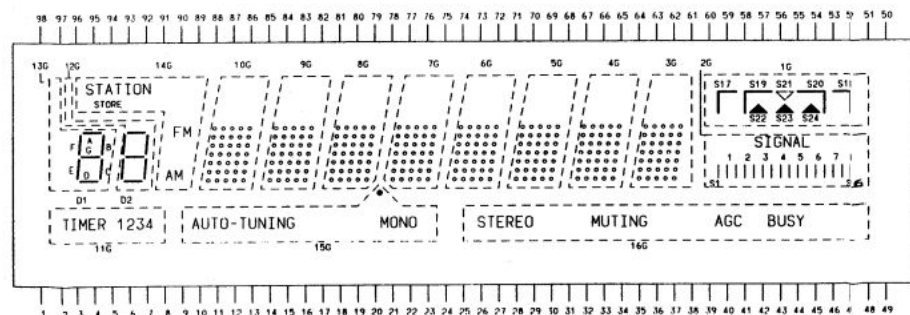 98 97 96 95 94 93 92 91 90 89 88 87 86 85 84 83 82 81 80 79 78 77 76 75 74 73 72 71 70 69 68 67 66 65 64 63 62 61 60 59 58 57 56 55 54 53 52 51 50
13G 12G 14G 10G 9G 8G 7G 6G 5G 4G 3G 2G 1G
STATION S17 S19 S21 S20
STORE
S22 S23 S24
FM SIGNAL
F A B G 1 2 3 4 5 6 7
E D AM
S1
D1 D2
TIMER 1234 AUTO-TUNING MONO STEREO MUTING AGC BUSY
11G 15G 16G
1 2 3 4 5 6 7 8 9 10 11 12 13 14 15 16 17 18 19 20 21 22 23 24 25 26 27 28 29 30 31 32 33 34 35 36 37 38 39 40 41 42 43 44 45 46 47 48 49